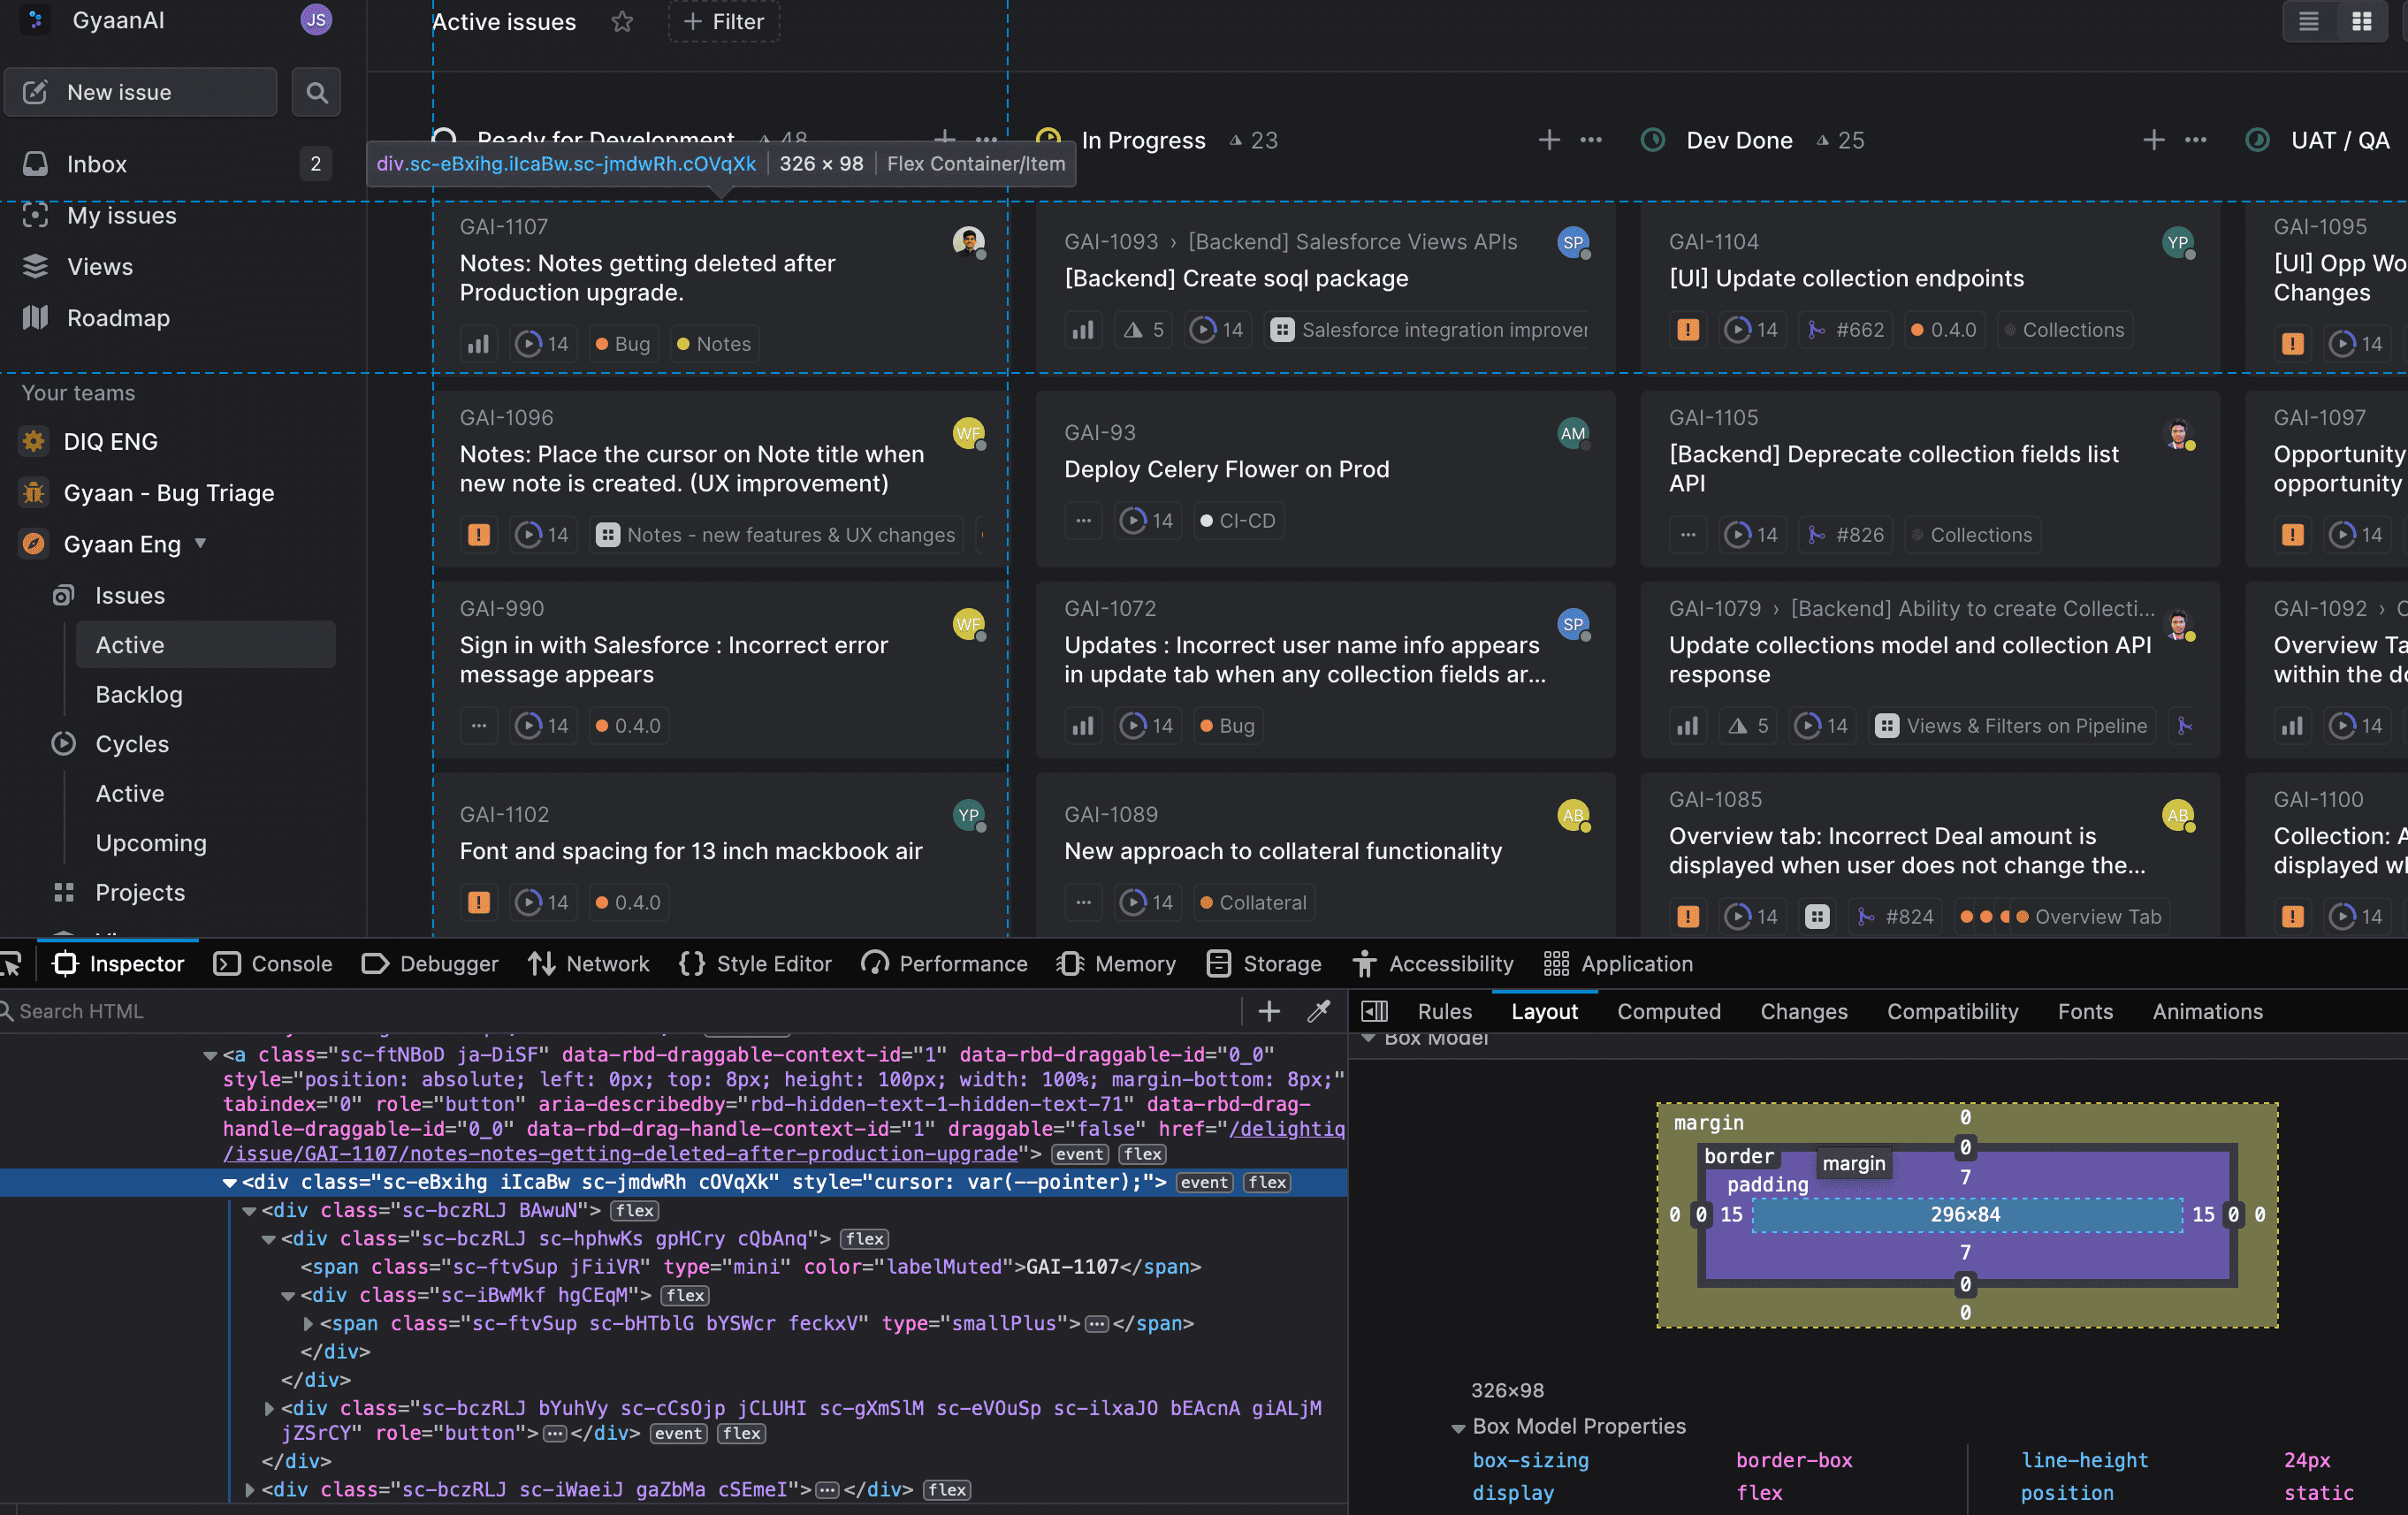 GyaanAI
JS
Active issues
Filter
New issue
Inbox
2
My issues
Views
Roadmap
Your teams
DIQ ENG
Gyaan - Bug Triage
Gyaan Eng
Issues
Active
Backlog
Cycles
Active
Upcoming
Projects
Ready for Development 48
div.sc-eBxihg.iIcaBw.sc-jmdwRh.cOVqXk 326 × 98 Flex Container/Item
GAI-1107
Notes: Notes getting deleted after
Production upgrade.
14 Bug Notes
GAI-1096
WF
Notes: Place the cursor on Note title when
new note is created. (UX improvement)
! 14 Notes - new features & UX changes
GAI-990
WF
Sign in with Salesforce : Incorrect error
message appears
14 0.4.0
GAI-1102
YP
Font and spacing for 13 inch mackbook air
! 14 0.4.0
In Progress 23
GAI-1093 › [Backend] Salesforce Views APIs
SP
[Backend] Create soql package
5 14 Salesforce integration improver
GAI-93
AM
Deploy Celery Flower on Prod
14 CI-CD
GAI-1072
SP
Updates : Incorrect user name info appears
in update tab when any collection fields ar...
14 Bug
GAI-1089
AB
New approach to collateral functionality
14 Collateral
Dev Done 25
GAI-1104
YP
[UI] Update collection endpoints
! 14 #662 0.4.0 Collections
GAI-1105
[Backend] Deprecate collection fields list
API
14 #826 Collections
GAI-1079 › [Backend] Ability to create Collecti...
Update collections model and collection API
response
5 14 Views & Filters on Pipeline
GAI-1085
AB
Overview tab: Incorrect Deal amount is
displayed when user does not change the...
! 14 #824 Overview Tab
UAT / QA
GAI-1095
[UI] Opp Wo
Changes
! 14
GAI-1097
Opportunity
opportunity
! 14
GAI-1092 ›
Overview Ta
within the do
14
GAI-1100
Collection: A
displayed wh
! 14
Inspector Console Debugger Network Style Editor Performance Memory Storage Accessibility Application
Search HTML
<a class="sc-ftNBoD ja-DiSF" data-rbd-draggable-context-id="1" data-rbd-draggable-id="0_0"
style="position: absolute; left: 0px; top: 8px; height: 100px; width: 100%; margin-bottom: 8px;"
tabindex="0" role="button" aria-describedby="rbd-hidden-text-1-hidden-text-71" data-rbd-drag-
handle-draggable-id="0_0" data-rbd-drag-handle-context-id="1" draggable="false" href="/delightiq
/issue/GAI-1107/notes-notes-getting-deleted-after-production-upgrade"> event flex
<div class="sc-eBxihg iIcaBw sc-jmdwRh cOVqXk" style="cursor: var(--pointer);"> event flex
<div class="sc-bczRLJ BAwuN"> flex
<div class="sc-bczRLJ sc-hphwKs gpHCry cQbAnq"> flex
<span class="sc-ftvSup jFiiVR" type="mini" color="labelMuted">GAI-1107</span>
<div class="sc-iBwMkf hgCEqM"> flex
<span class="sc-ftvSup sc-bHTblG bYSWcr feckxV" type="smallPlus">…</span>
</div>
</div>
<div class="sc-bczRLJ bYuhVy sc-cCsOjp jCLUHI sc-gXmSlM sc-eVOuSp sc-ilxaJO bEAcnA giALjM
jZSrCY" role="button">…</div> event flex
</div>
<div class="sc-bczRLJ sc-iWaeiJ gaZbMa cSEmeI">…</div> flex
Rules Layout Computed Changes Compatibility Fonts Animations
Box Model
margin 0
border margin 0
padding 7
0 0 15 296×84 15 0 0
7
0
0
326×98
Box Model Properties
box-sizing border-box line-height 24px
display flex position static